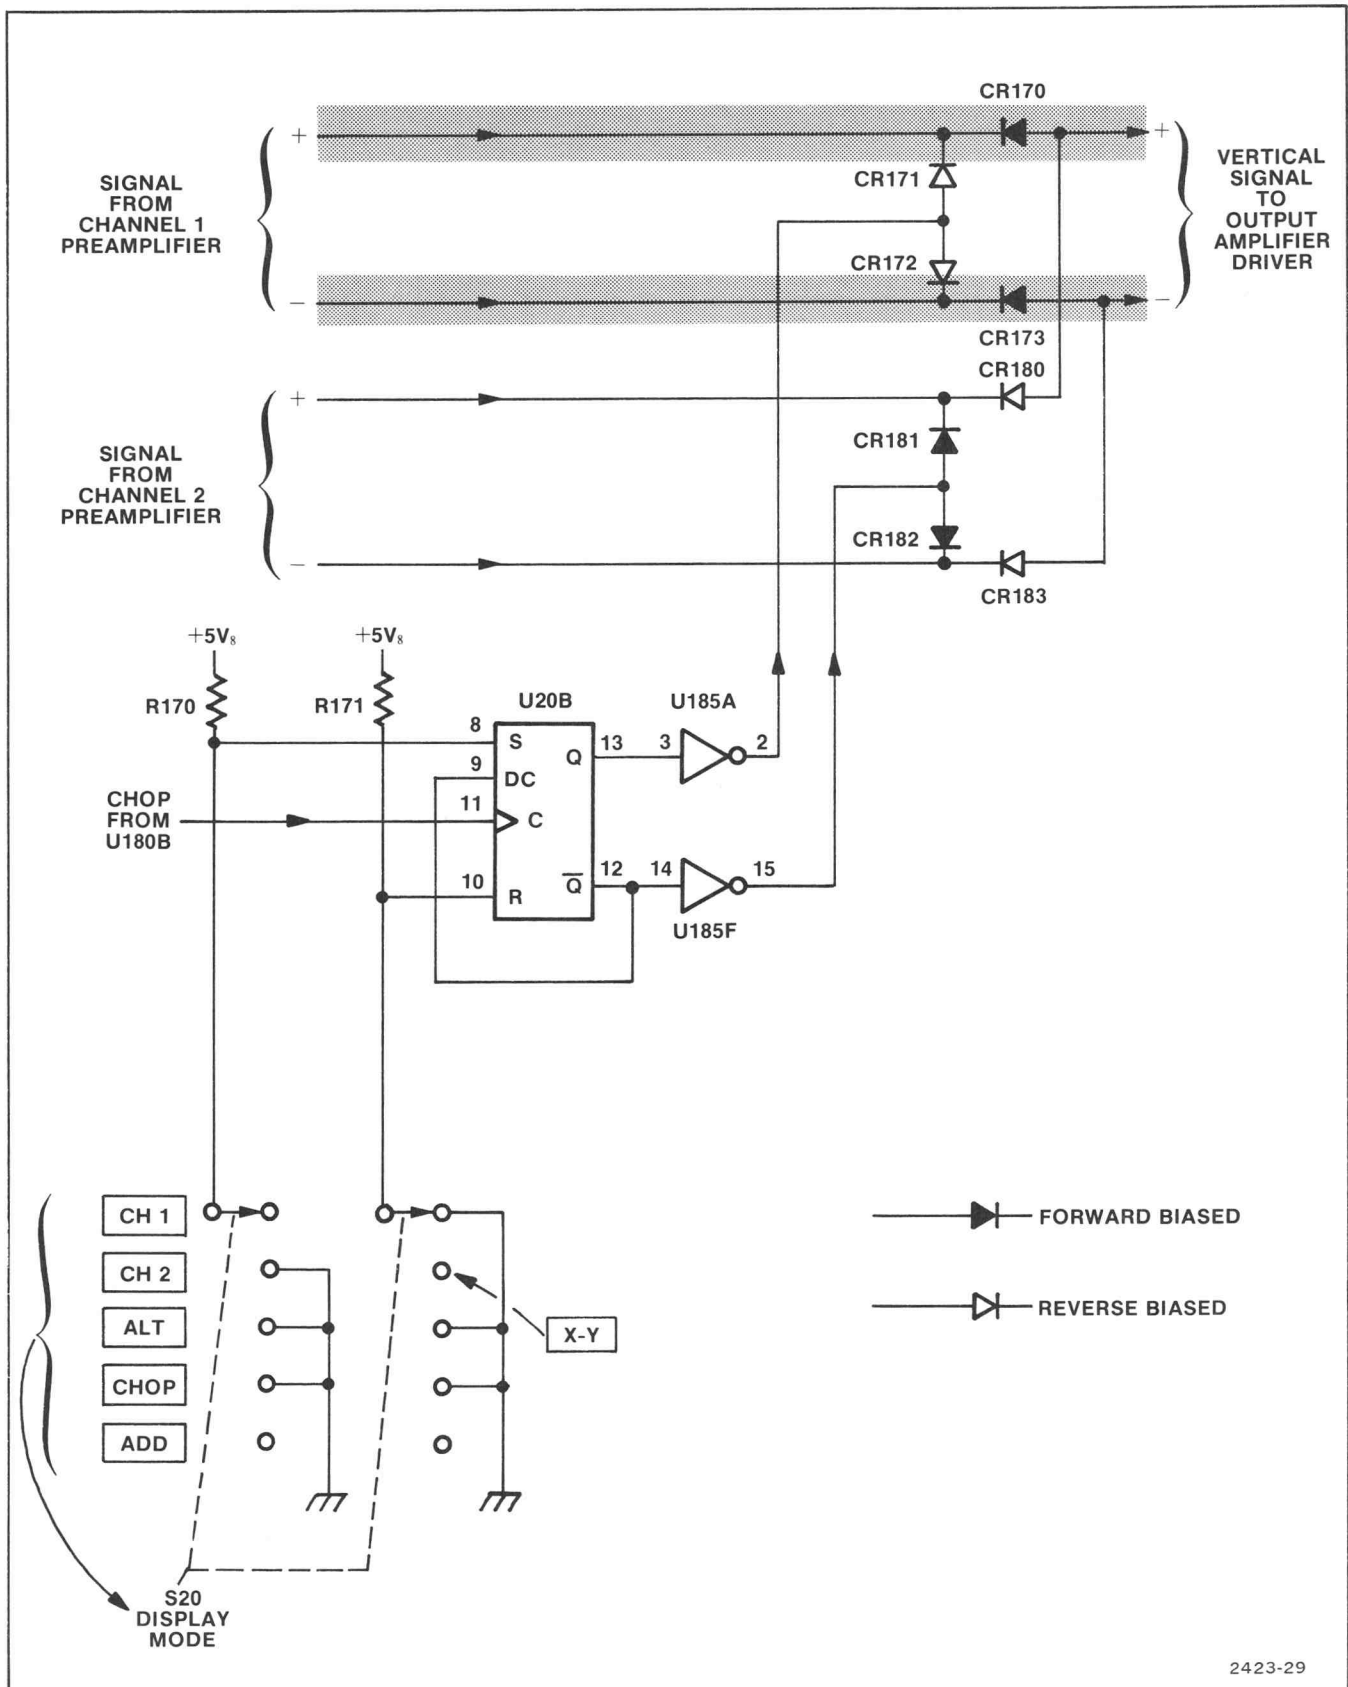 CR170
+
+
SIGNAL
FROM
CHANNEL 1
PREAMPLIFIER
CR171
VERTICAL
SIGNAL
TO
OUTPUT
AMPLIFIER
DRIVER
CR172
−
−
CR173
CR180
+
SIGNAL
FROM
CHANNEL 2
PREAMPLIFIER
CR181
CR182
−
CR183
+5V₈
+5V₈
R170
R171
U20B
U185A
8
S
Q
13
3
2
9
DC
CHOP
FROM
U180B
11
C
10
R
Q̅
12
14
15
U185F
CH 1
FORWARD BIASED
CH 2
REVERSE BIASED
ALT
X-Y
CHOP
ADD
S20
DISPLAY
MODE
2423-29